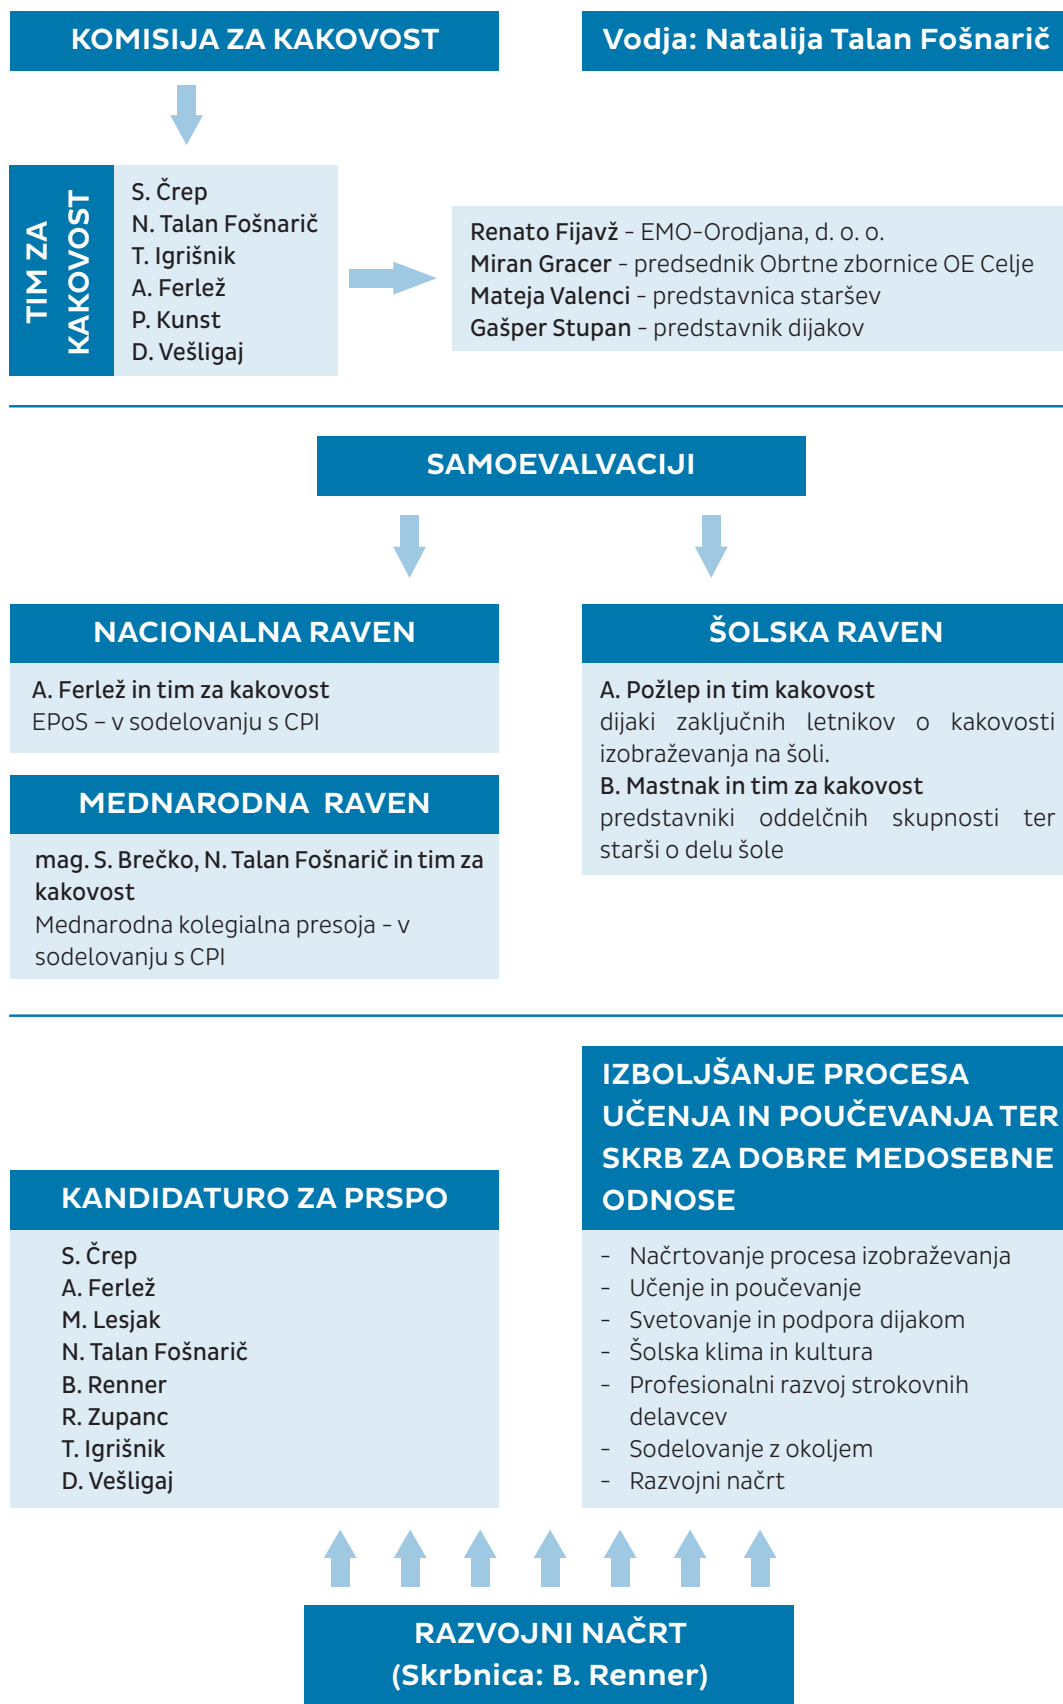 KOMISIJA ZA KAKOVOST
Vodja: Natalija Talan Fošnarič
TIM ZA
KAKOVOST
S. Črep
N. Talan Fošnarič
T. Igrišnik
A. Ferlež
P. Kunst
D. Vešligaj
Renato Fijavž - EMO-Orodjana, d. o. o.
Miran Gracer - predsednik Obrtne zbornice OE Celje
Mateja Valenci - predstavnica staršev
Gašper Stupan - predstavnik dijakov
SAMOEVALVACIJI
NACIONALNA RAVEN
A. Ferlež in tim za kakovost
EPoS – v sodelovanju s CPI
MEDNARODNA RAVEN
mag. S. Brečko, N. Talan Fošnarič in tim za
kakovost
Mednarodna kolegialna presoja - v
sodelovanju s CPI
ŠOLSKA RAVEN
A. Požlep in tim kakovost
dijaki zaključnih letnikov o kakovosti
izobraževanja na šoli.
B. Mastnak in tim za kakovost
predstavniki oddelčnih skupnosti ter
starši o delu šole
KANDIDATURO ZA PRSPO
S. Črep
A. Ferlež
M. Lesjak
N. Talan Fošnarič
B. Renner
R. Zupanc
T. Igrišnik
D. Vešligaj
IZBOLJŠANJE PROCESA
UČENJA IN POUČEVANJA TER
SKRB ZA DOBRE MEDOSEBNE
ODNOSE
- Načrtovanje procesa izobraževanja
- Učenje in poučevanje
- Svetovanje in podpora dijakom
- Šolska klima in kultura
- Profesionalni razvoj strokovnih
delavcev
- Sodelovanje z okoljem
- Razvojni načrt
RAZVOJNI NAČRT
(Skrbnica: B. Renner)